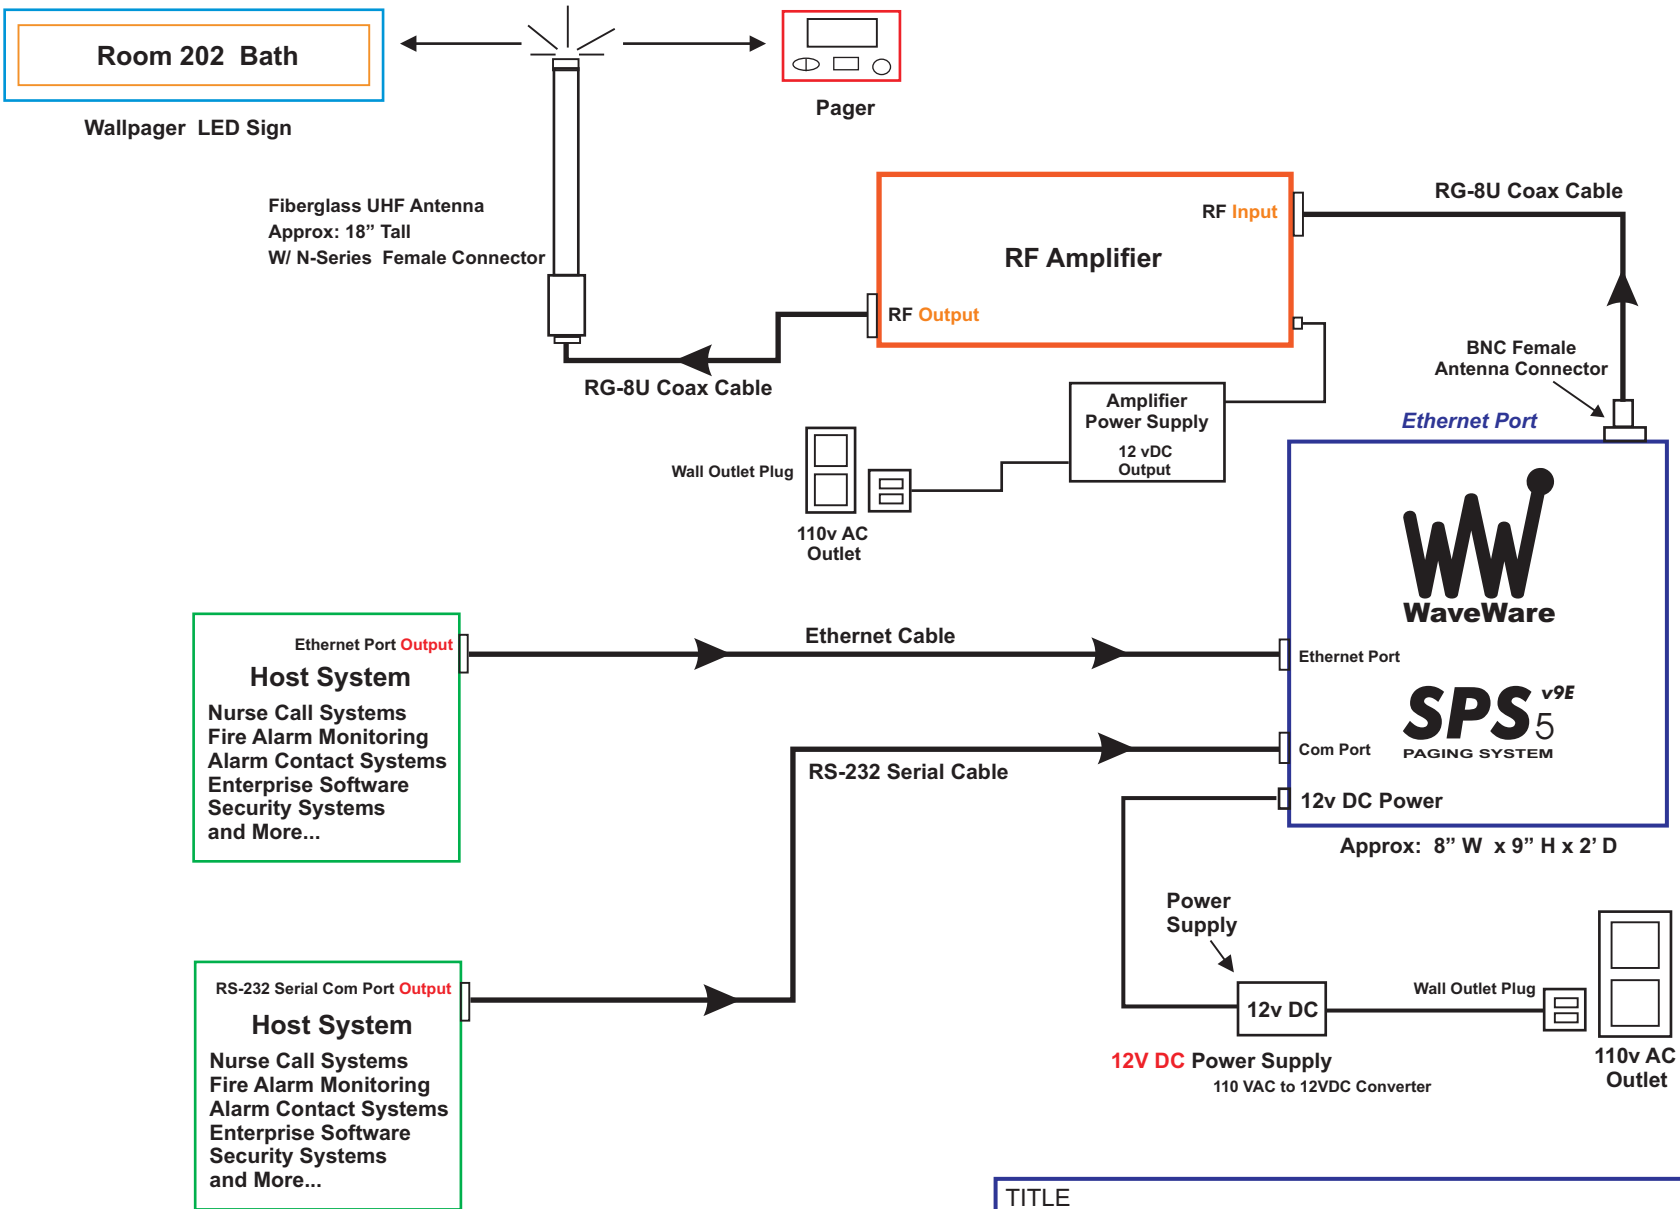 Room 202  Bath
Wallpager  LED Sign
Pager
Fiberglass UHF Antenna
Approx: 18” Tall
W/ N-Series  Female Connector
RF Input
RF Amplifier
RF Output
RG-8U Coax Cable
RG-8U Coax Cable
BNC Female
Antenna Connector
Ethernet Port
Amplifier
Power Supply
12 vDC
Output
Wall Outlet Plug
110v AC
Outlet
WW
WaveWare
Ethernet Port
SPS5 v9E
PAGING SYSTEM
Com Port
12v DC Power
Approx:  8” W  x 9” H x 2’ D
Ethernet Cable
RS-232 Serial Cable
Ethernet Port Output
Host System
Nurse Call Systems
Fire Alarm Monitoring
Alarm Contact Systems
Enterprise Software
Security Systems
and More...
RS-232 Serial Com Port Output
Host System
Nurse Call Systems
Fire Alarm Monitoring
Alarm Contact Systems
Enterprise Software
Security Systems
and More...
Power
Supply
12v DC
12V DC Power Supply
110 VAC to 12VDC Converter
Wall Outlet Plug
110v AC
Outlet
TITLE